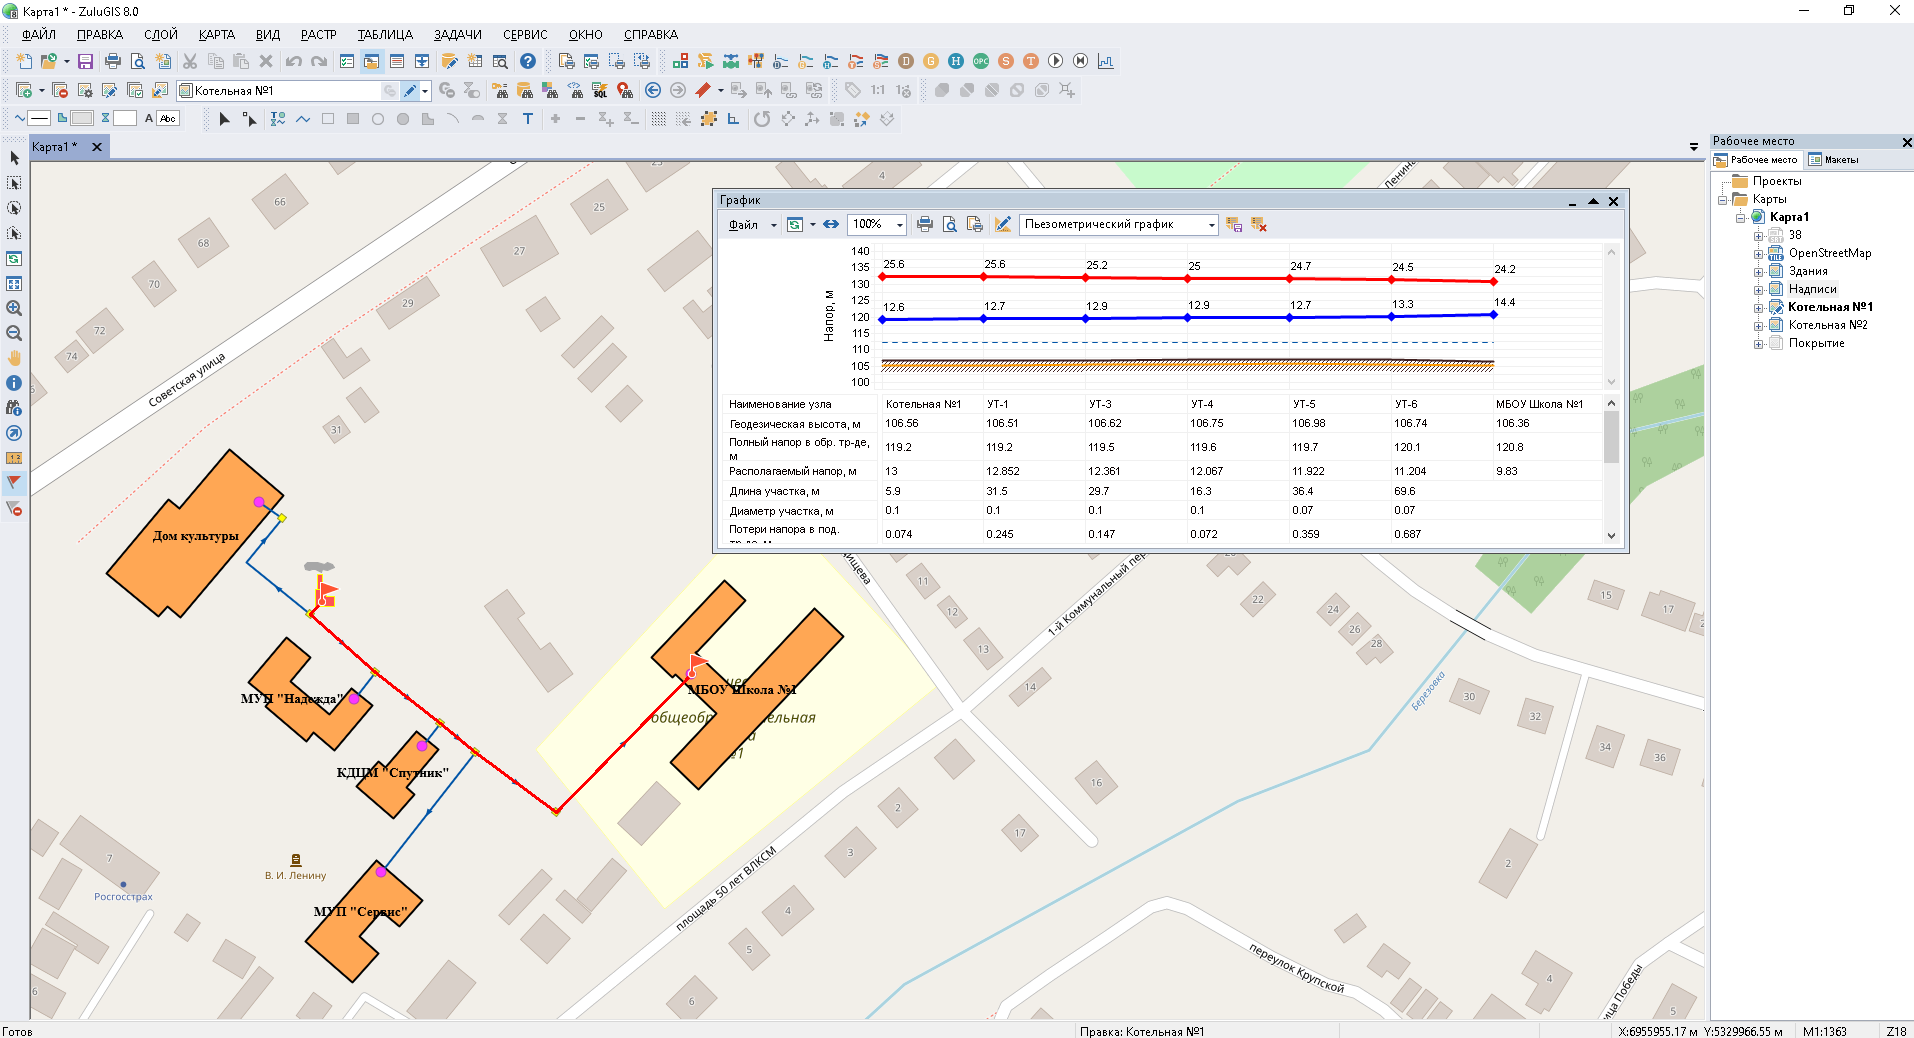 Карта1 * - ZuluGIS 8.0
ФАЙЛ ПРАВКА СЛОЙ КАРТА ВИД РАСТР ТАБЛИЦА ЗАДАЧИ СЕРВИС ОКНО СПРАВКА
Котельная №1
SQL
1:1
A Abc
Карта1 *
График
Файл 100% Пьезометрический график
Напор, м
140
135
130
125
120
115
110
105
100
25.6 25.6 25.2 25 24.7 24.5 24.2
12.6 12.7 12.9 12.9 12.7 13.3 14.4
Наименование узла Котельная №1 УТ-1 УТ-3 УТ-4 УТ-5 УТ-6 МБОУ Школа №1
Геодезическая высота, м 106.56 106.51 106.62 106.75 106.98 106.74 106.36
Полный напор в обр. тр-де, м 119.2 119.2 119.5 119.6 119.7 120.1 120.8
Располагаемый напор, м 13 12.852 12.361 12.067 11.922 11.204 9.83
Длина участка, м 5.9 31.5 29.7 16.3 36.4 69.6
Диаметр участка, м 0.1 0.1 0.1 0.1 0.07 0.07
Потери напора в под. 0.074 0.245 0.147 0.072 0.359 0.687
Рабочее место
Рабочее место Макеты
Проекты
Карты
Карта1
38
OpenStreetMap
Здания
Надписи
Котельная №1
Котельная №2
Покрытие
Советская улица
66
68
70
72
74
25
27
29
31
4
Дом культуры
МУП "Надежда"
КДЦМ "Спутник"
МУП "Сервис"
МБОУ Школа №1
1-й Коммунальный пер
площадь 50 лет ВЛКСМ
переулок Крупской
Березовка
В. И. Ленину
Росгосстрах
7
11
12
13
14
22
24
26
28
15
17
30
32
34
36
16
17
2
3
4
5
6
2
4
5
6
Готов
Правка: Котельная №1
X:6955955.17 м Y:5329966.55 м М1:1363 Z18